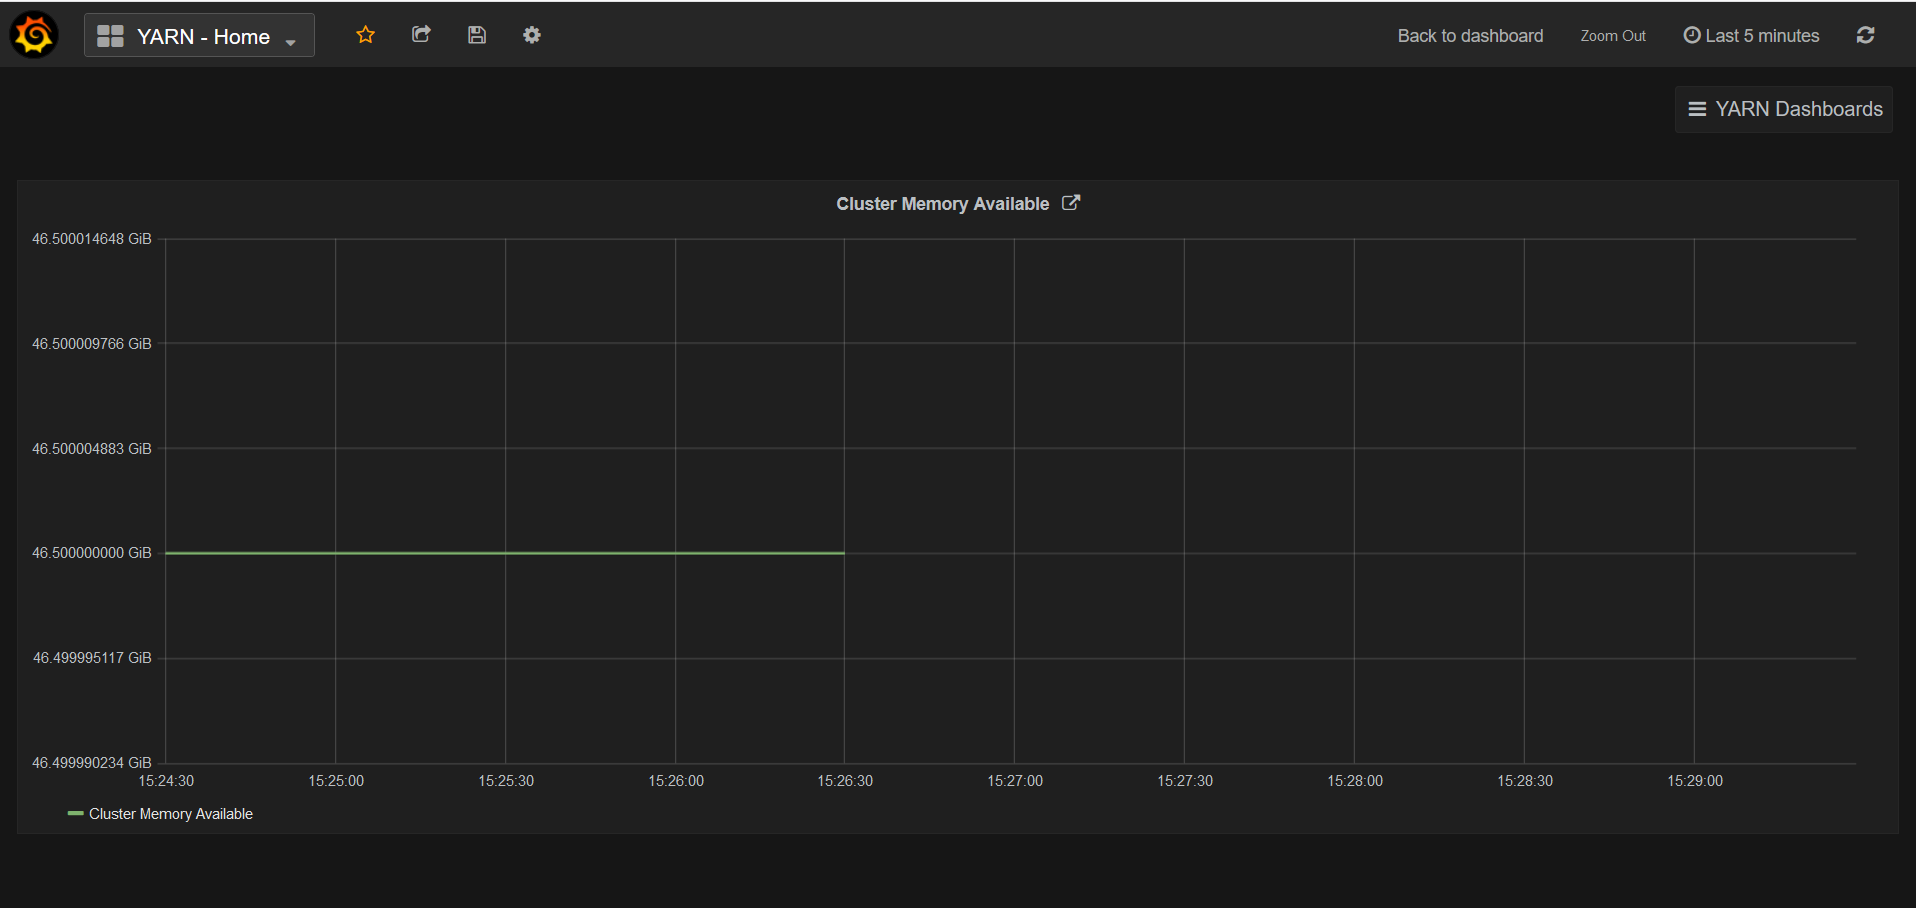 YARN - Home
Back to dashboard
Zoom Out
Last 5 minutes
YARN Dashboards
Cluster Memory Available
46.500014648 GiB
46.500009766 GiB
46.500004883 GiB
46.500000000 GiB
46.499995117 GiB
46.499990234 GiB
15:24:30
15:25:00
15:25:30
15:26:00
15:26:30
15:27:00
15:27:30
15:28:00
15:28:30
15:29:00
Cluster Memory Available